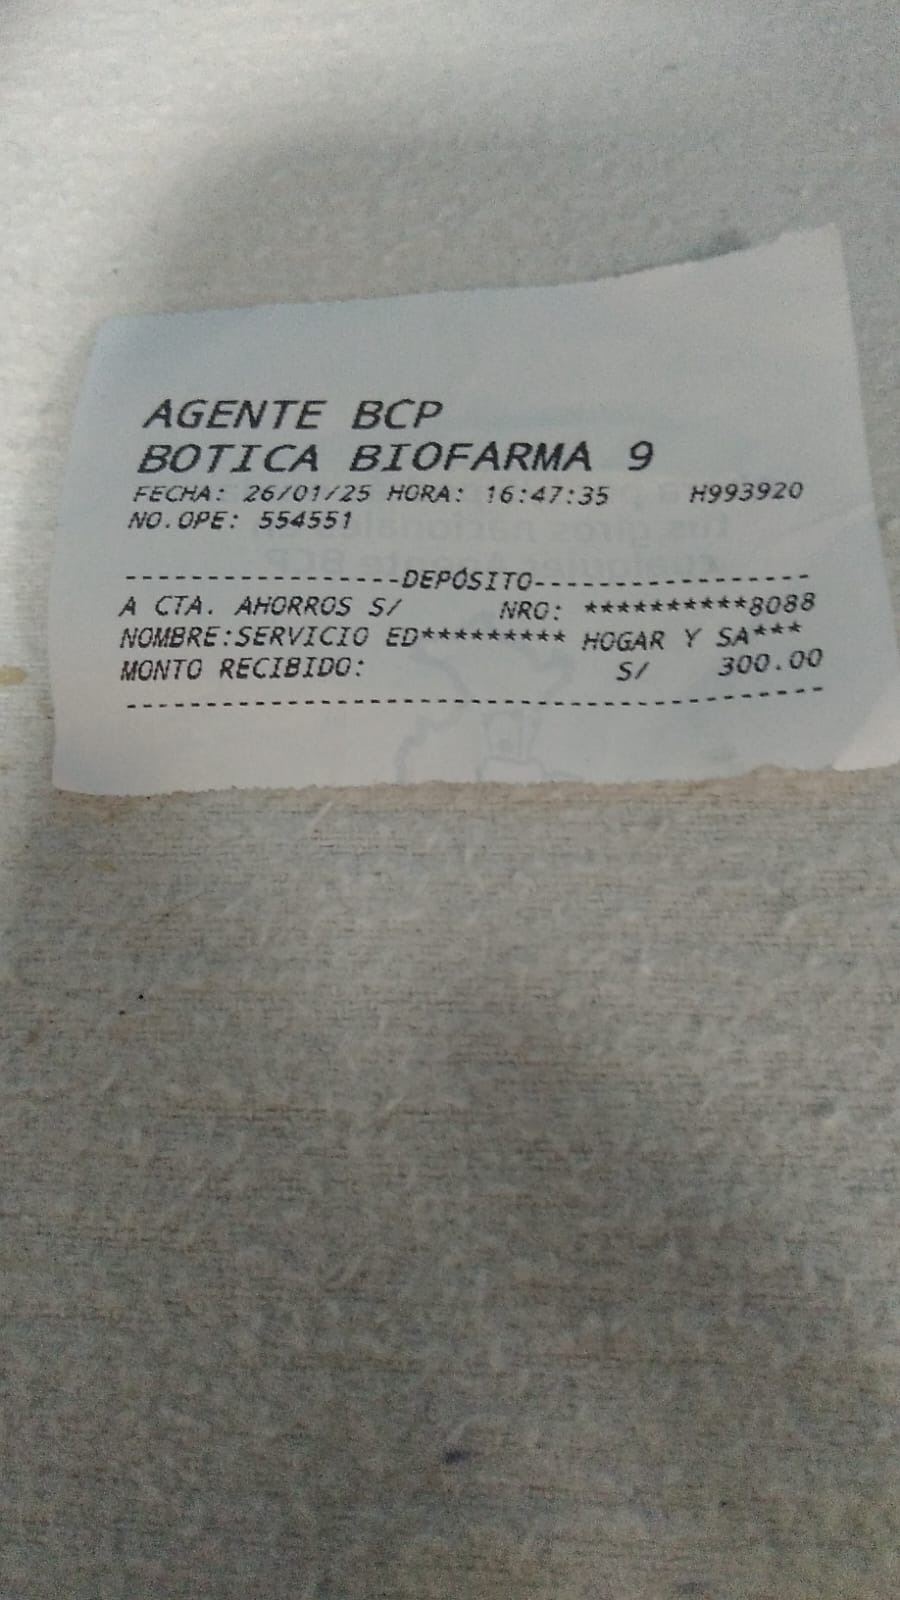 AGENTE BCP
BOTICA BIOFARMA 9
FECHA: 26/01/25 HORA: 16:47:35 H993920
NO.OPE: 554551
-----------------DEPÓSITO-----------------
A CTA. AHORROS S/ NRO: **********8088
NOMBRE:SERVICIO ED********* HOGAR Y SA***
MONTO RECIBIDO: S/ 300.00
------------------------------------------